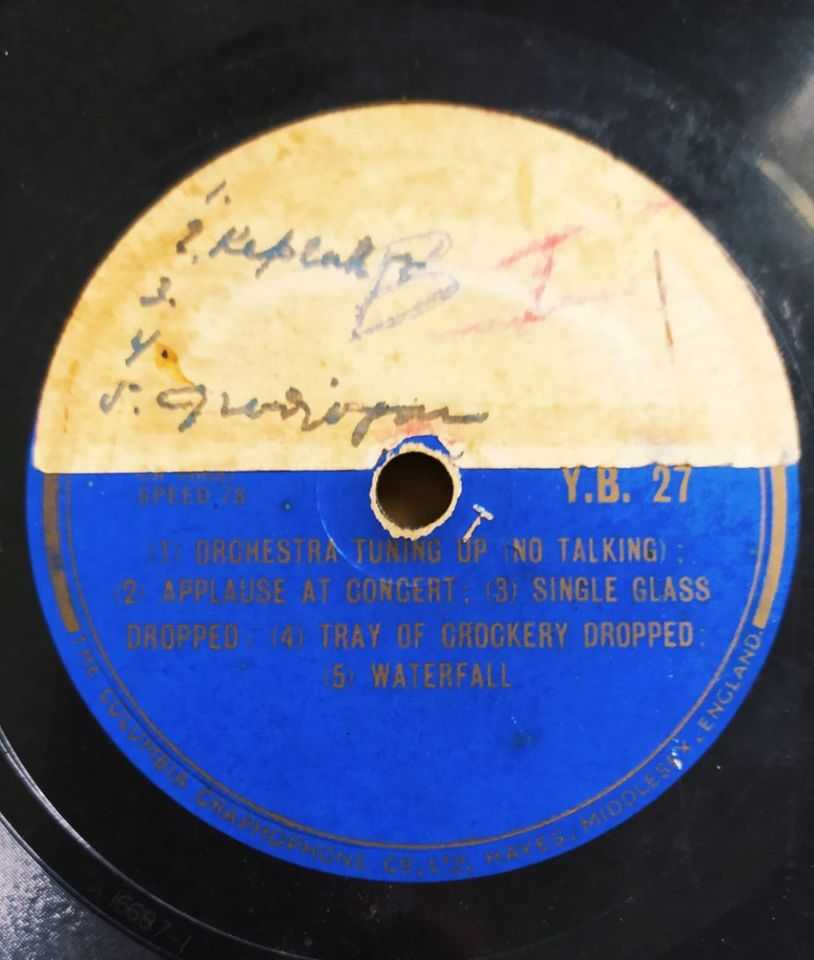 1.
2.
3.
4.
5.
SPEED 78
Y.B. 27
(1) ORCHESTRA TUNING UP (NO TALKING);
(2) APPLAUSE AT CONCERT; (3) SINGLE GLASS
DROPPED; (4) TRAY OF CROCKERY DROPPED;
(5) WATERFALL
THE COLUMBIA GRAPHOPHONE CO., LTD. HAYES, MIDDLESEX, ENGLAND.